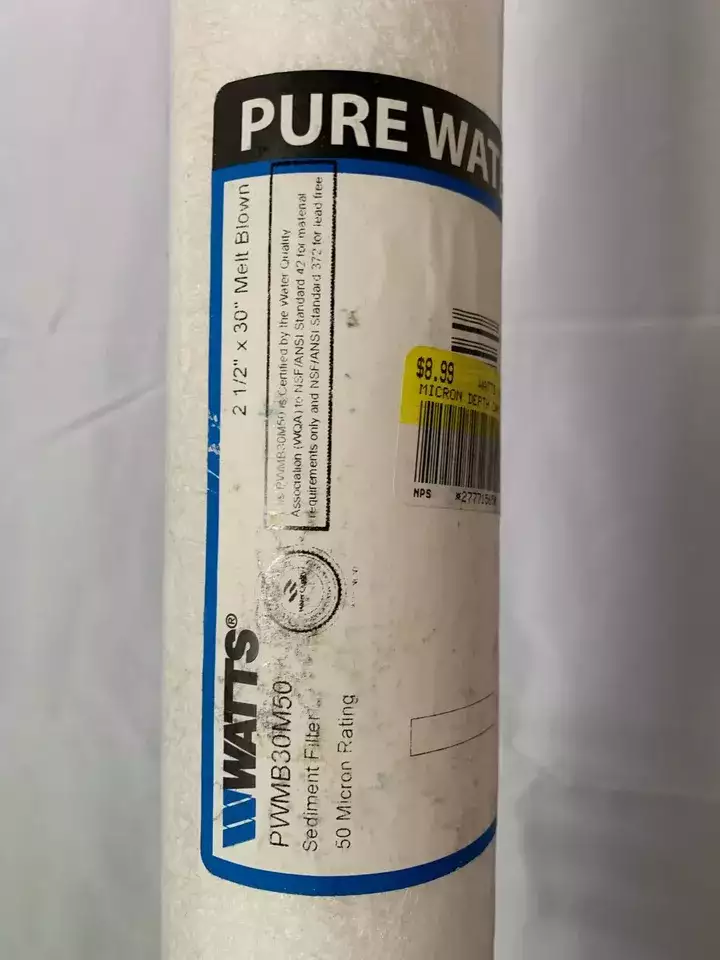 PURE WAT
2 1/2" x 30" Melt Blown
PWMB30M50 is Certified by the Water Quality
Association (WQA) to NSF/ANSI Standard 42 for material
requirements only and NSF/ANSI Standard 372 for lead free
WATTS®
PWMB30M50
Sediment Filter
50 Micron Rating
$8.99 WATTS
MICRON DEPTH
NPS